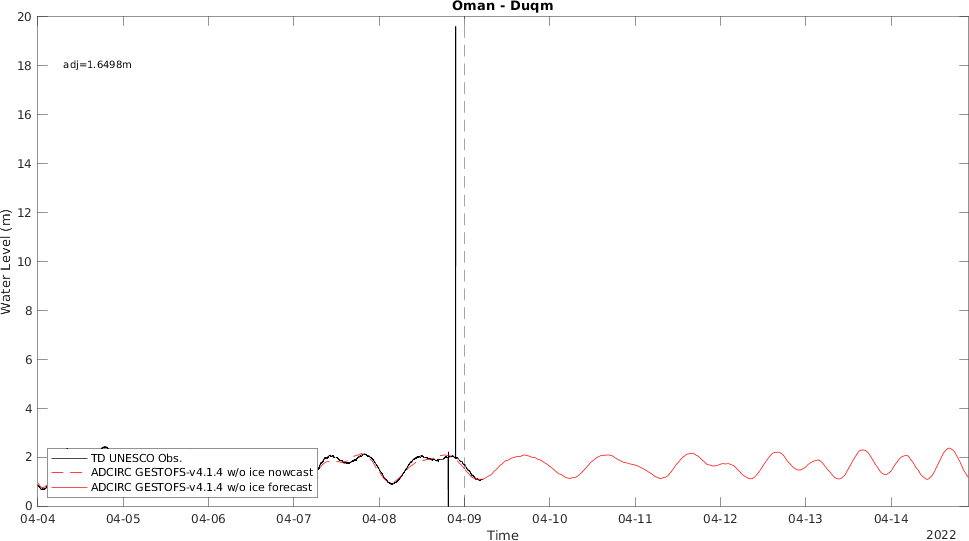 Oman - Duqm
20
18
16
14
12
10
8
6
4
2
0
Water Level (m)
adj=1.6498m
TD UNESCO Obs.
ADCIRC GESTOFS-v4.1.4 w/o ice nowcast
ADCIRC GESTOFS-v4.1.4 w/o ice forecast
04-04 04-05 04-06 04-07 04-08 04-09 04-10 04-11 04-12 04-13 04-14
Time
2022